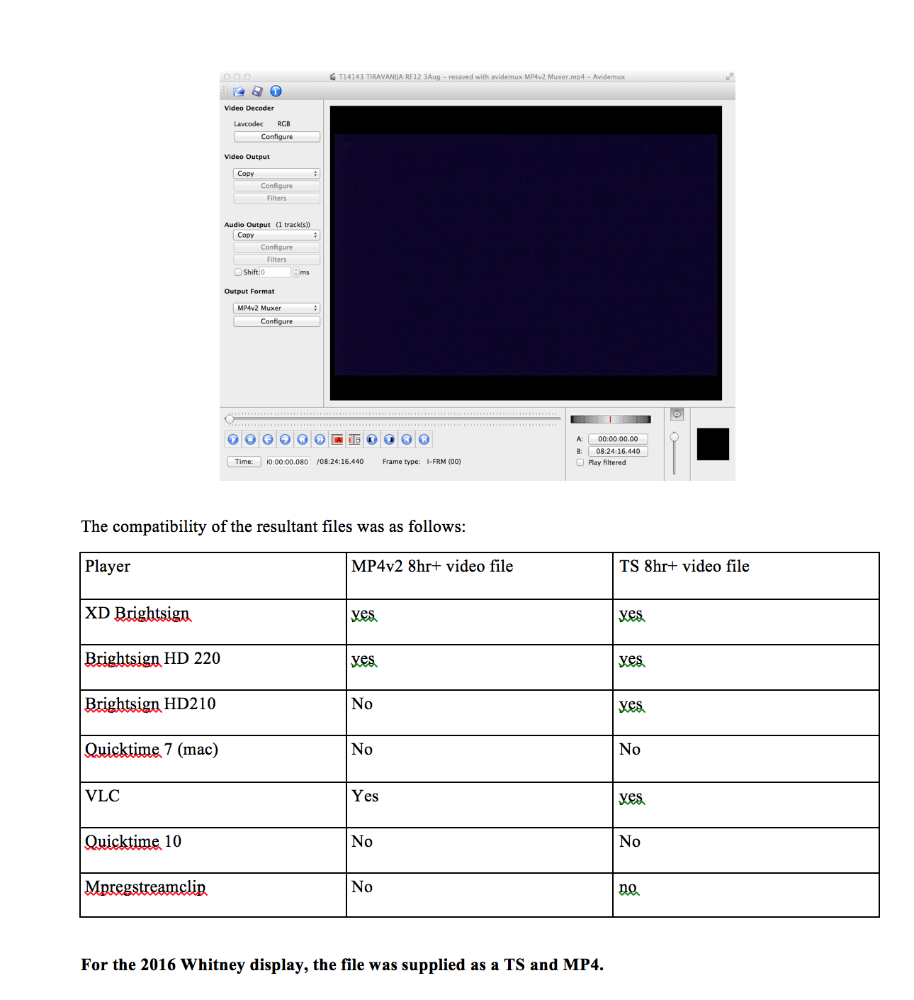 T14143 TIRAVANIJA RF12 3Aug – resaved with avidemux MP4v2 Muxer.mp4 – Avidemux
Video Decoder
Lavcodec RGB
Configure
Video Output
Copy
Configure
Filters
Audio Output (1 track(s))
Copy
Configure
Filters
Shift: 0 ms
Output Format
MP4v2 Muxer
Configure
A B
A: 00:00:00.00
B: 08:24:16.440
Play filtered
Time: 00:00:00.080 /08:24:16.440 Frame type: I-FRM (00)
The compatibility of the resultant files was as follows:
Player MP4v2 8hr+ video file TS 8hr+ video file
XD Brightsign yes yes
Brightsign HD 220 yes yes
Brightsign HD210 No yes
Quicktime 7 (mac) No No
VLC Yes yes
Quicktime 10 No No
Mpregstreamclip No no
For the 2016 Whitney display, the file was supplied as a TS and MP4.